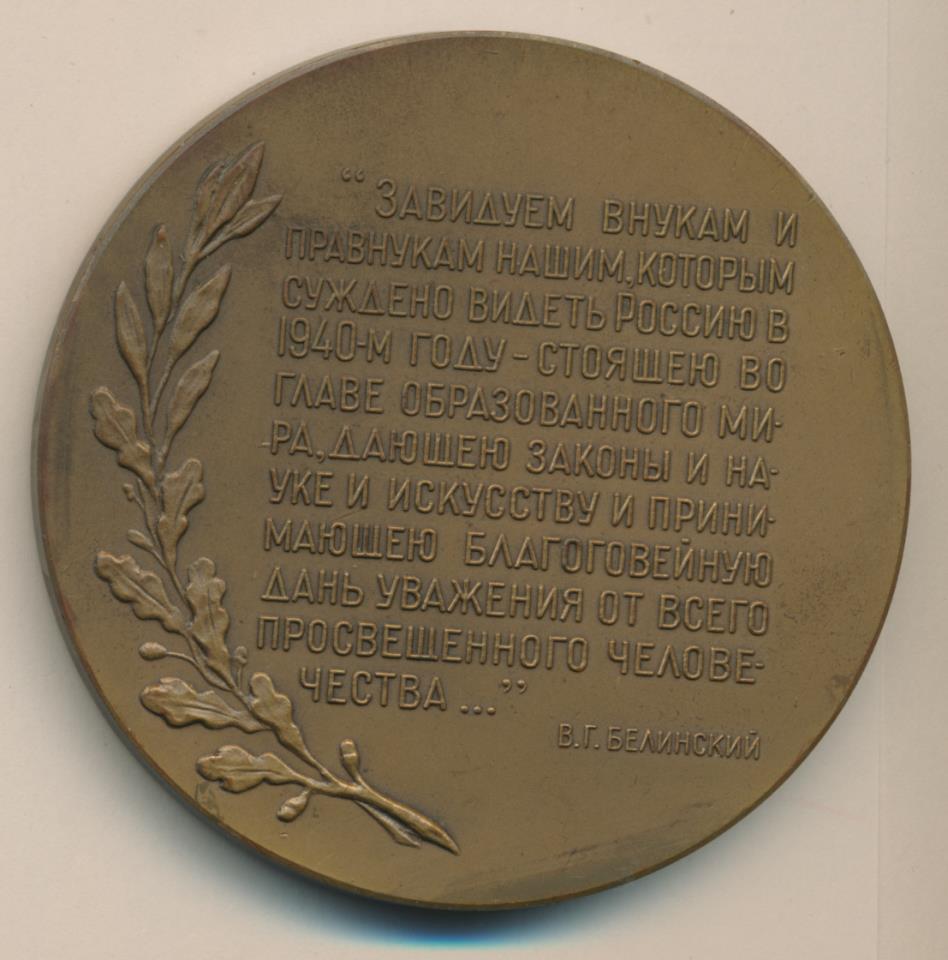 “ЗАВИДУЕМ ВНУКАМ И
ПРАВНУКАМ НАШИМ, КОТОРЫМ
СУЖДЕНО ВИДЕТЬ РОССИЮ В
1940-М ГОДУ – СТОЯЩЕЮ ВО
ГЛАВЕ ОБРАЗОВАННОГО МИ-
РА, ДАЮЩЕЮ ЗАКОНЫ И НА-
УКЕ И ИСКУССТВУ И ПРИНИ-
МАЮЩЕЮ БЛАГОГОВЕЙНУЮ
ДАНЬ УВАЖЕНИЯ ОТ ВСЕГО
ПРОСВЕЩЕННОГО ЧЕЛОВЕ-
ЧЕСТВА ...”
В.Г. БЕЛИНСКИЙ